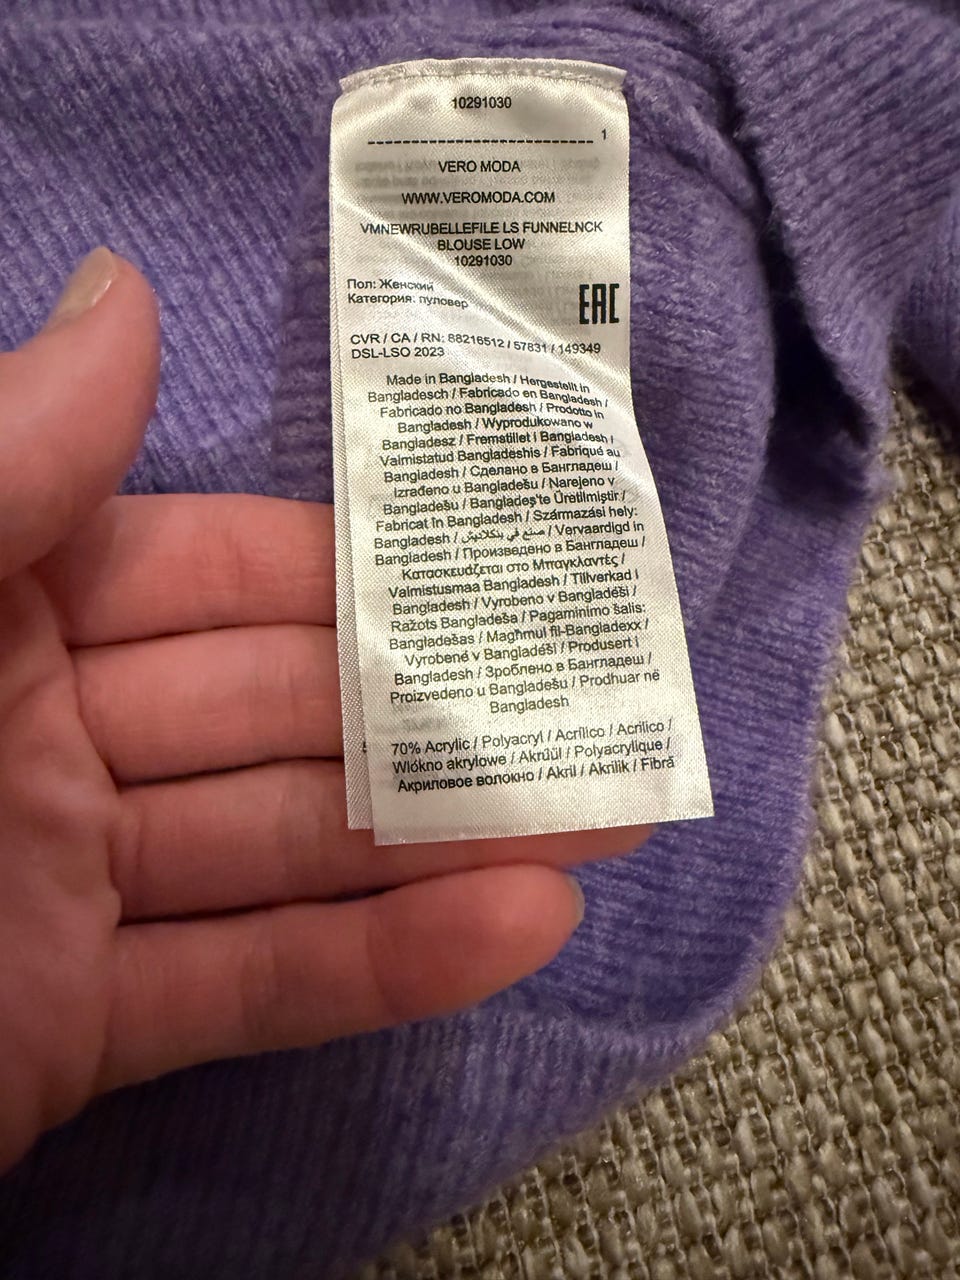 10291030
1
VERO MODA
WWW.VEROMODA.COM
VMNEWRUBELLEFILE LS FUNNELNCK
BLOUSE LOW
10291030
Пол: Женский
Категория: пуловер
EAC
CVR / CA / RN: 88216512 / 57831 / 149349
DSL-LSO 2023
Made in Bangladesh / Hergestellt in
Bangladesch / Fabricado en Bangladesh /
Fabricado no Bangladesh / Prodotto in
Bangladesh / Wyprodukowano w
Bangladesz / Fremstillet i Bangladesh /
Valmistatud Bangladeshis / Fabriqué au
Bangladesh / Сделано в Бангладеш /
Izrađeno u Bangladešu / Narejeno v
Bangladešu / Bangladeş'te Üretilmiştir /
Fabricat în Bangladesh / Származási hely:
Bangladesh / صنع في بنكلاديش / Vervaardigd in
Bangladesh / Произведено в Бангладеш /
Κατασκευάζεται στο Μπαγκλαντές /
Valmistusmaa Bangladesh / Tillverkad i
Bangladesh / Vyrobeno v Bangladéši /
Ražots Bangladeša / Pagaminimo šalis:
Bangladešas / Magħmul fil-Bangladexx /
Vyrobené v Bangladéši / Produsert i
Bangladesh / Зроблено в Бангладеш /
Proizvedeno u Bangladešu / Prodhuar në
Bangladesh
70% Acrylic / Polyacryl / Acrílico / Acrilico /
Włókno akrylowe / Akrüül / Polyacrylique /
Акриловое волокно / Akril / Akrilik / Fibră